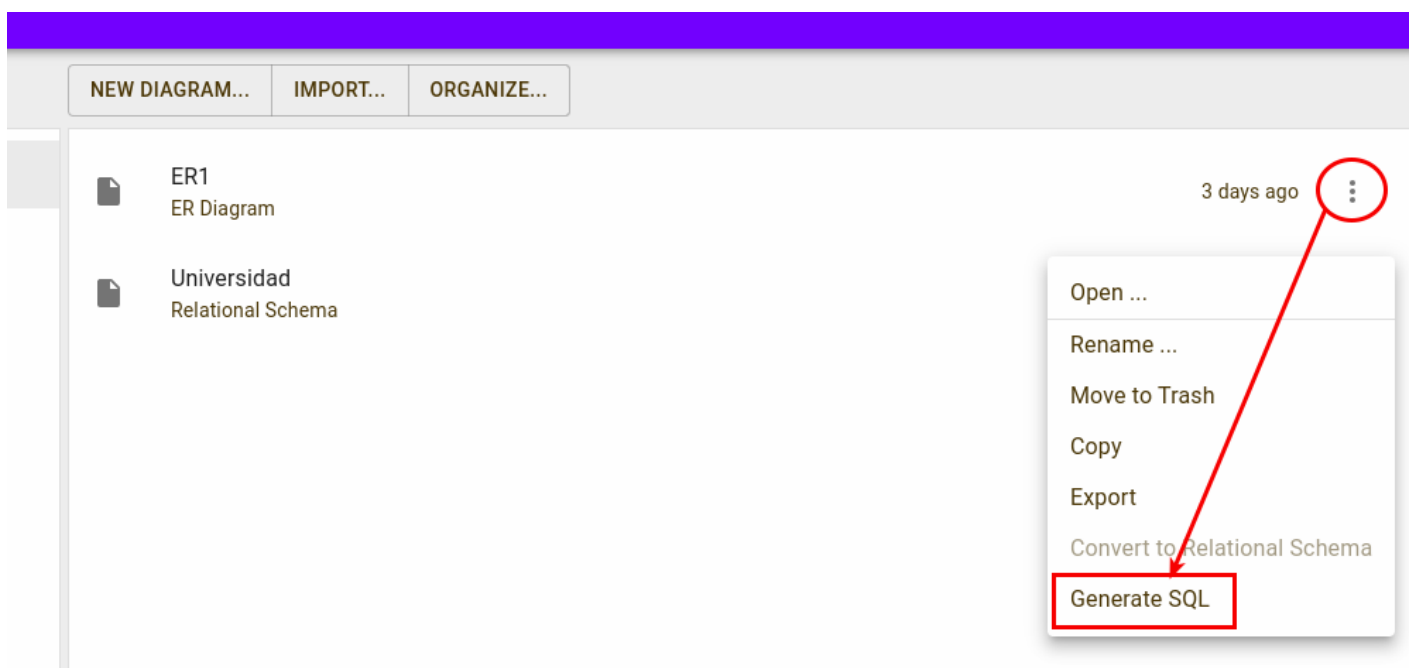 NEW DIAGRAM... IMPORT... ORGANIZE...
ER1
ER Diagram
3 days ago
Universidad
Relational Schema
Open ...
Rename ...
Move to Trash
Copy
Export
Convert to Relational Schema
Generate SQL